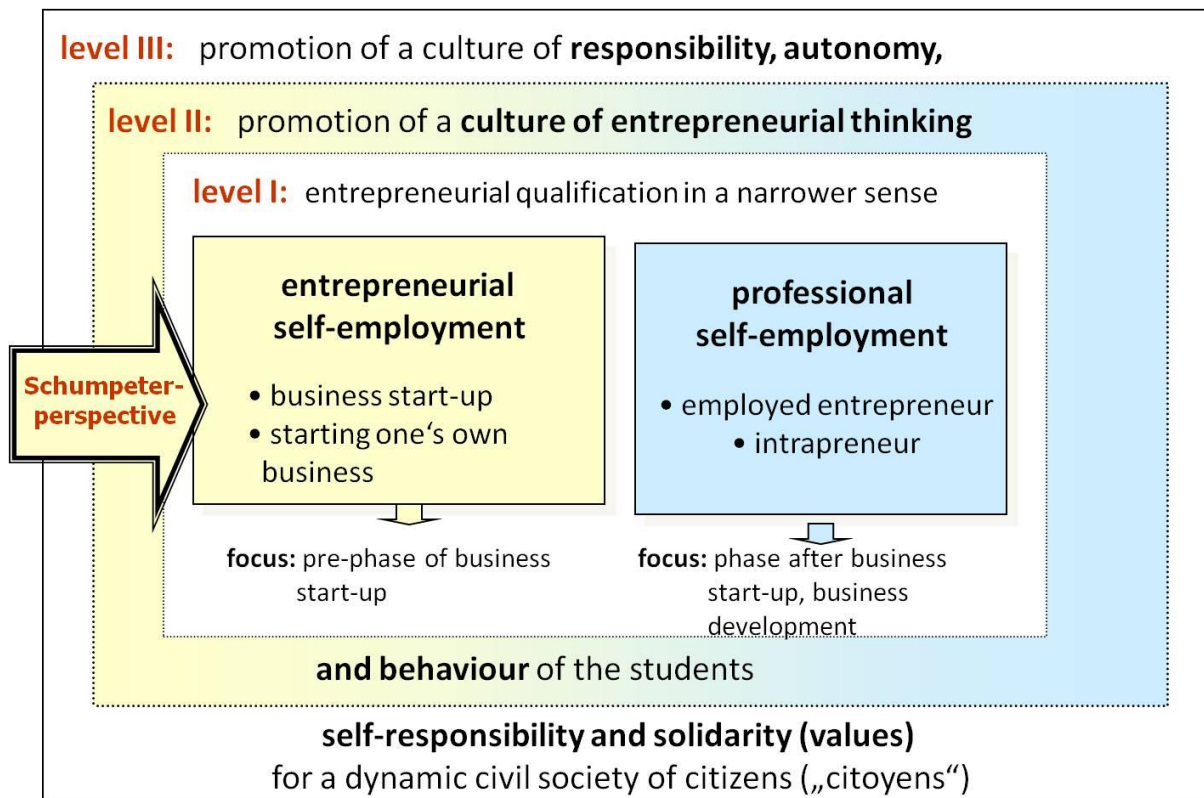 level III: promotion of a culture of responsibility, autonomy,
level II: promotion of a culture of entrepreneurial thinking
level I: entrepreneurial qualification in a narrower sense
Schumpeter-
perspective
entrepreneurial
self-employment
• business start-up
• starting one‘s own
business
focus: pre-phase of business
start-up
professional
self-employment
• employed entrepreneur
• intrapreneur
focus: phase after business
start-up, business
development
and behaviour of the students
self-responsibility and solidarity (values)
for a dynamic civil society of citizens („citoyens“)